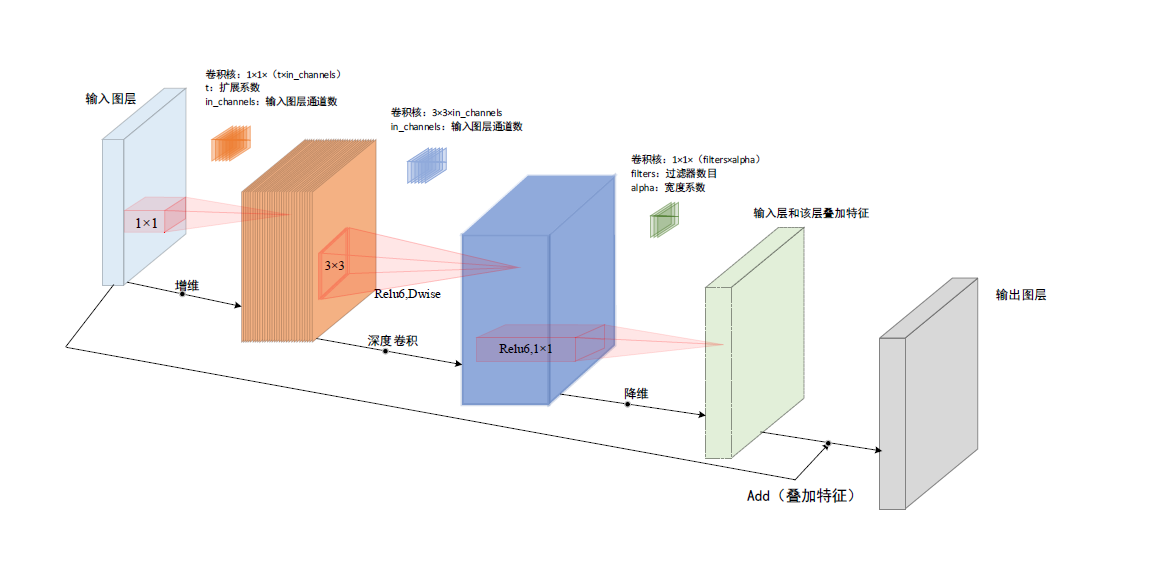 输入图层
卷积核：1×1×（t×in_channels）
t：扩展系数
in_channels：输入图层通道数
卷积核：3×3×in_channels
in_channels：输入图层通道数
卷积核：1×1×（filters×alpha）
filters：过滤器数目
alpha：宽度系数
输入层和该层叠加特征
输出图层
1×1
3×3
Relu6,Dwise
增维
深度卷积
Relu6,1×1
降维
Add（叠加特征）